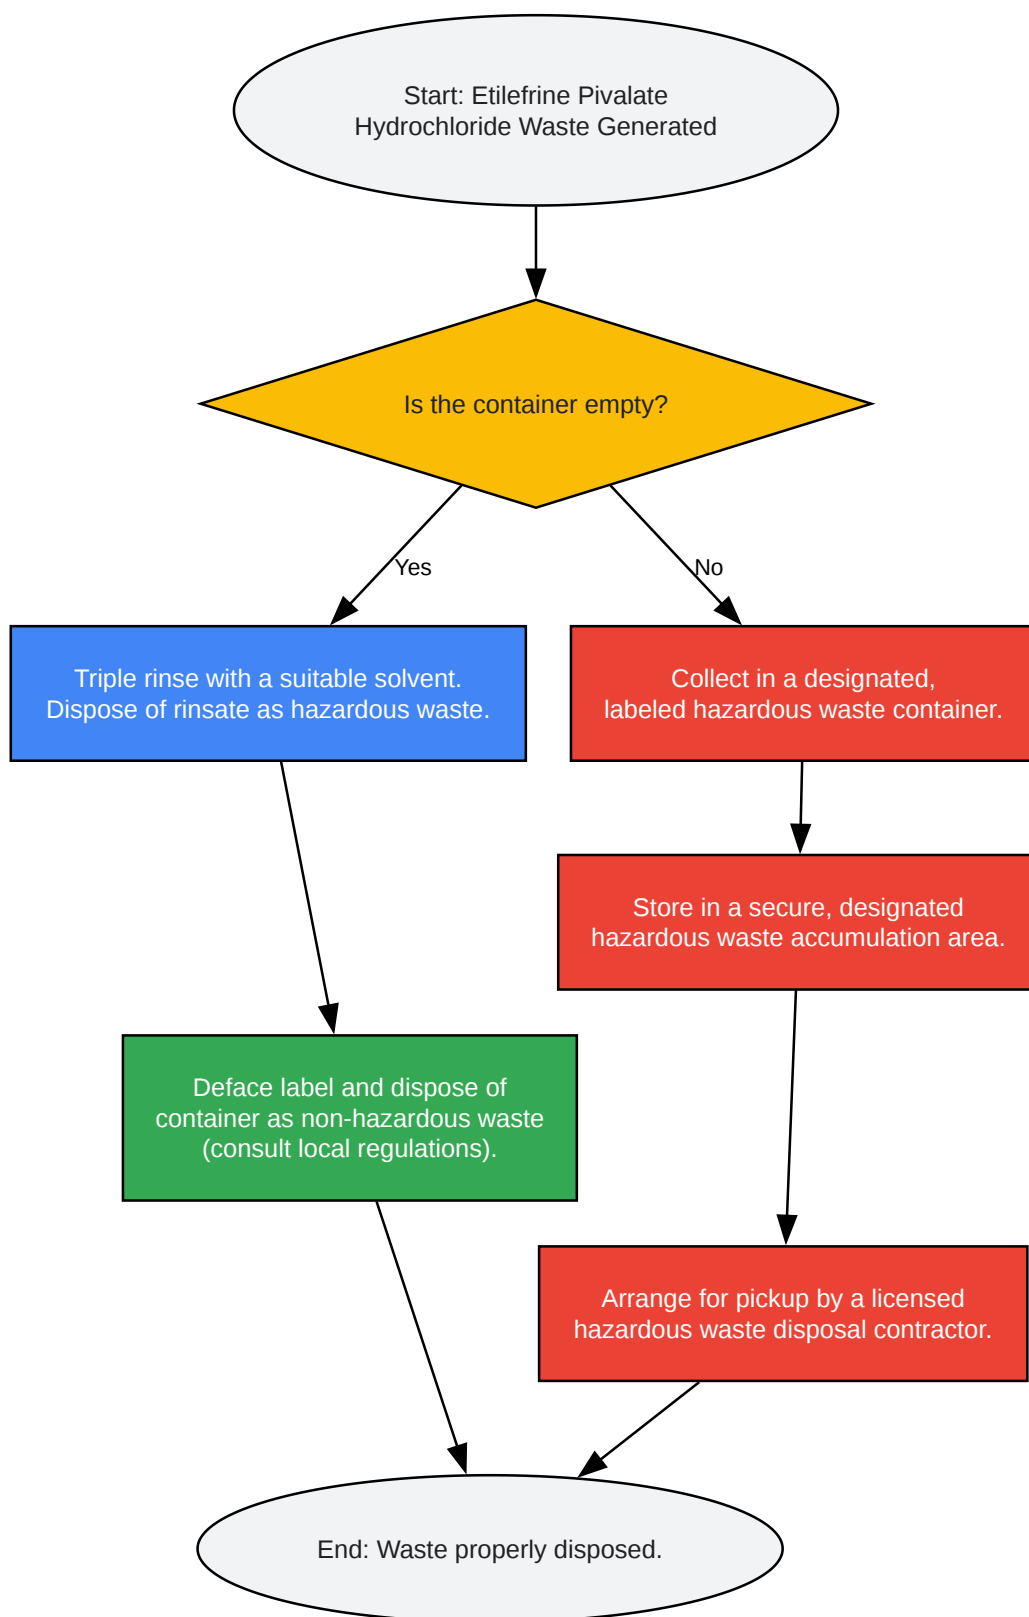 Start: Etilefrine Pivalate
Hydrochloride Waste Generated
Is the container empty?
Yes
No
Triple rinse with a suitable solvent.
Dispose of rinsate as hazardous waste.
Collect in a designated,
labeled hazardous waste container.
Store in a secure, designated
hazardous waste accumulation area.
Deface label and dispose of
container as non-hazardous waste
(consult local regulations).
Arrange for pickup by a licensed
hazardous waste disposal contractor.
End: Waste properly disposed.